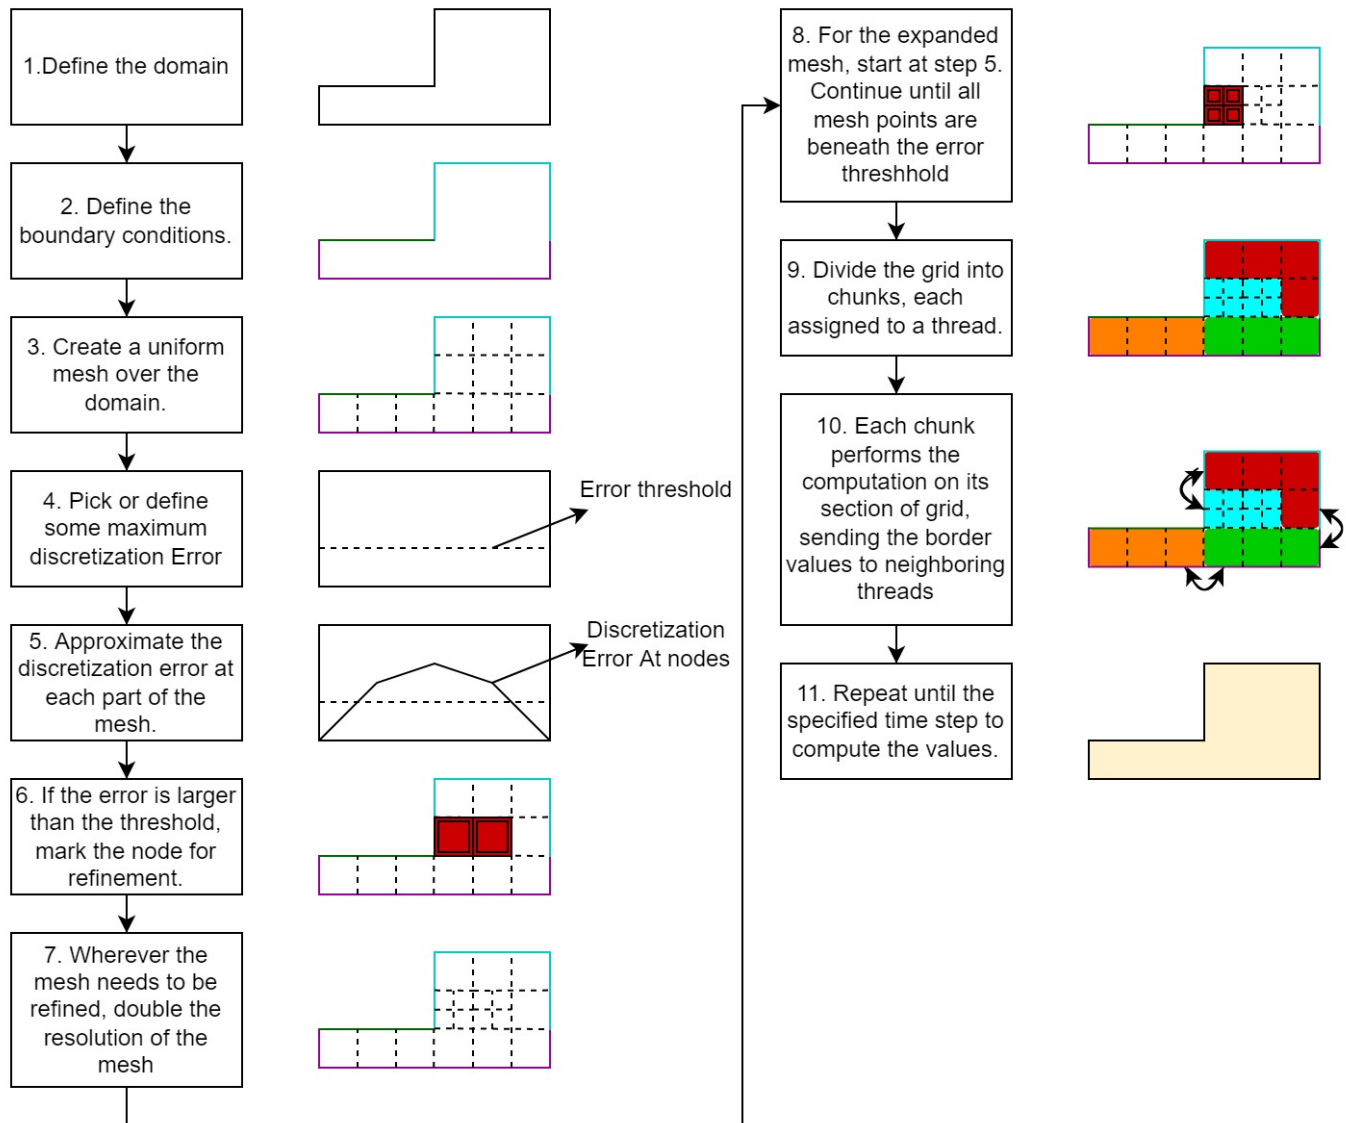 1.Define the domain
2. Define the
boundary conditions.
3. Create a uniform
mesh over the
domain.
4. Pick or define
some maximum
discretization Error
Error threshold
5. Approximate the
discretization error at
each part of the
mesh.
Discretization
Error At nodes
6. If the error is larger
than the threshold,
mark the node for
refinement.
7. Wherever the
mesh needs to be
refined, double the
resolution of the
mesh
8. For the expanded
mesh, start at step 5.
Continue until all
mesh points are
beneath the error
threshhold
9. Divide the grid into
chunks, each
assigned to a thread.
10. Each chunk
performs the
computation on its
section of grid,
sending the border
values to neighboring
threads
11. Repeat until the
specified time step to
compute the values.